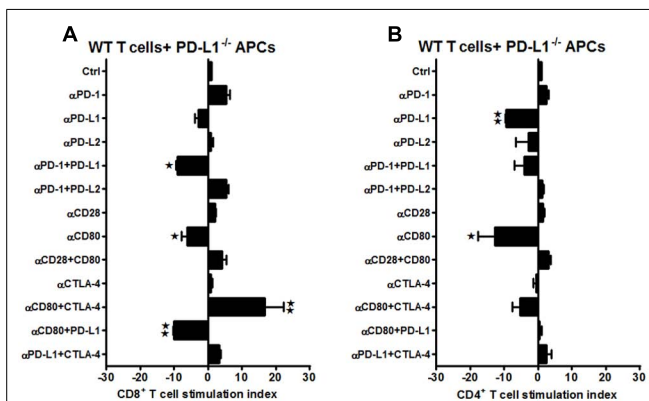 A
WT T cells+ PD-L1-/- APCs
Ctrl
αPD-1
αPD-L1
αPD-L2
αPD-1+PD-L1
αPD-1+PD-L2
αCD28
αCD80
αCD28+CD80
αCTLA-4
αCD80+CTLA-4
αCD80+PD-L1
αPD-L1+CTLA-4
-30 -20 -10 0 10 20 30
CD8+ T cell stimulation index
B
WT T cells+ PD-L1-/- APCs
Ctrl
αPD-1
αPD-L1
αPD-L2
αPD-1+PD-L1
αPD-1+PD-L2
αCD28
αCD80
αCD28+CD80
αCTLA-4
αCD80+CTLA-4
αCD80+PD-L1
αPD-L1+CTLA-4
-30 -20 -10 0 10 20 30
CD4+ T cell stimulation index